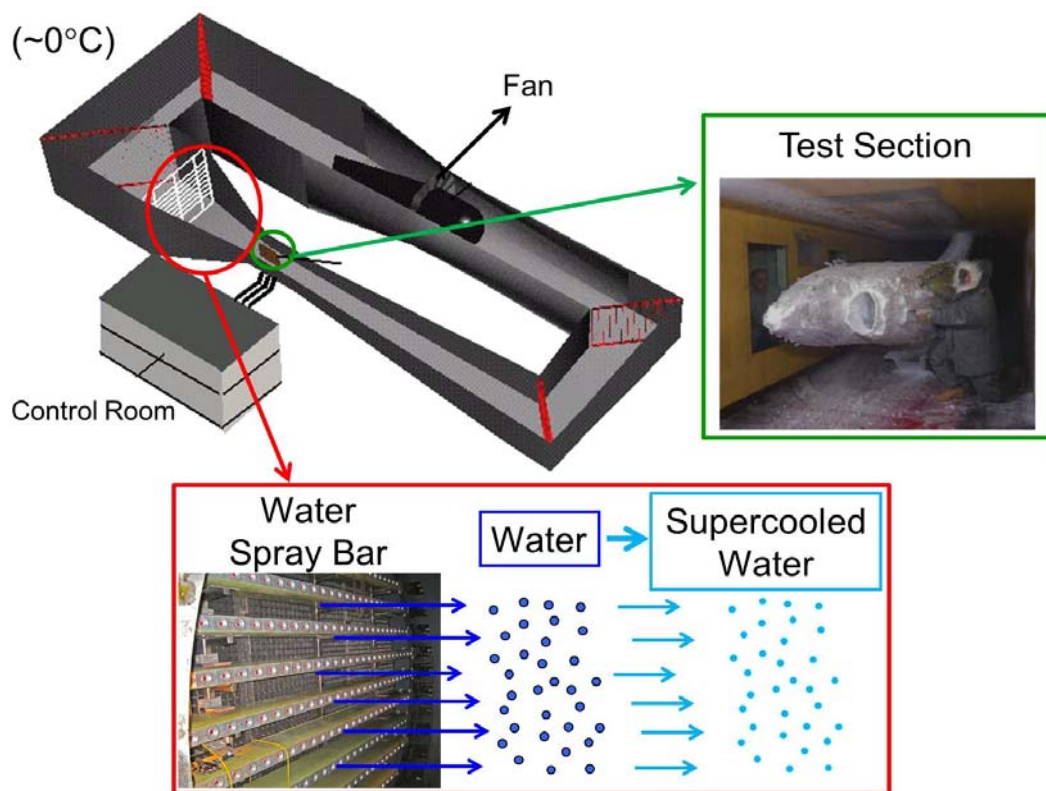 (~0°C)
Fan
Test Section
Control Room
Water
Spray Bar
Water
Supercooled
Water